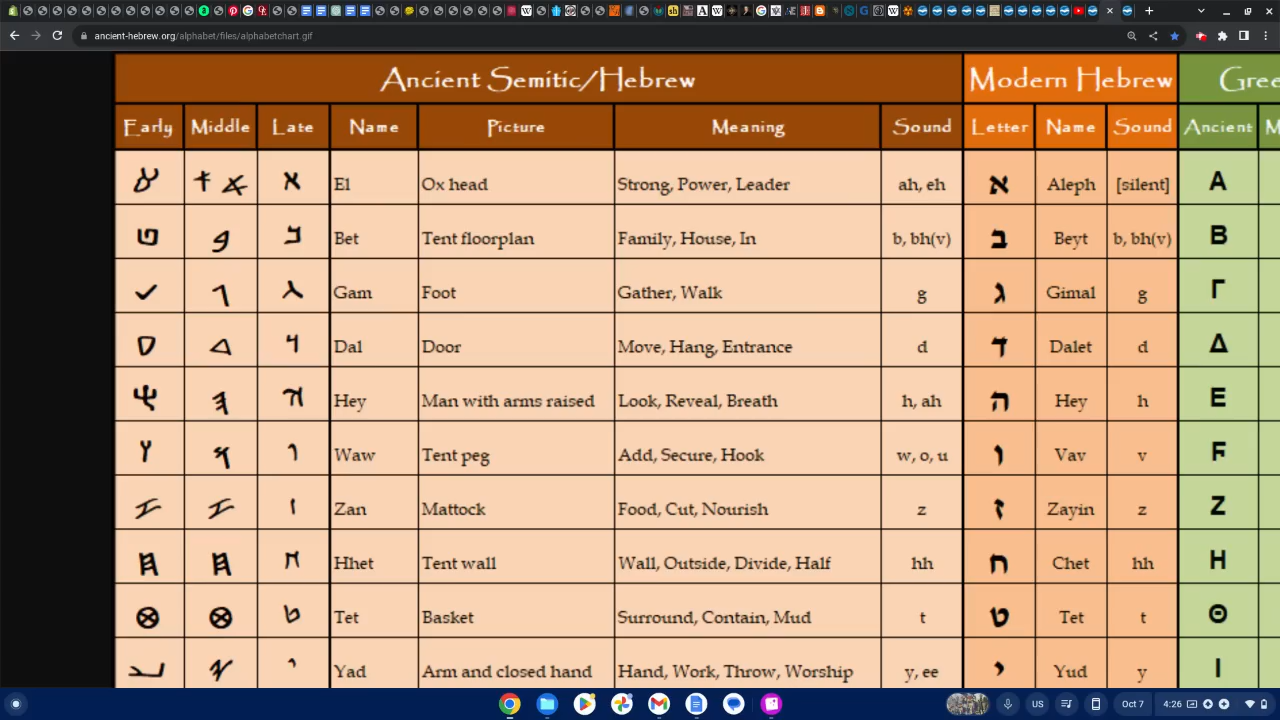 ancient-hebrew.org/alphabet/files/alphabetchart.gif
Ancient Semitic/Hebrew Modern Hebrew Gree
Early Middle Late Name Picture Meaning Sound Letter Name Sound Ancient M
El Ox head Strong, Power, Leader ah, eh א Aleph [silent] A
Bet Tent floorplan Family, House, In b, bh(v) ב Beyt b, bh(v) B
Gam Foot Gather, Walk g ג Gimal g Γ
Dal Door Move, Hang, Entrance d ד Dalet d Δ
Hey Man with arms raised Look, Reveal, Breath h, ah ה Hey h E
Waw Tent peg Add, Secure, Hook w, o, u ו Vav v F
Zan Mattock Food, Cut, Nourish z ז Zayin z Z
Hhet Tent wall Wall, Outside, Divide, Half hh ח Chet hh H
Tet Basket Surround, Contain, Mud t ט Tet t Θ
Yad Arm and closed hand Hand, Work, Throw, Worship y, ee י Yud y I
US Oct 7 4:26